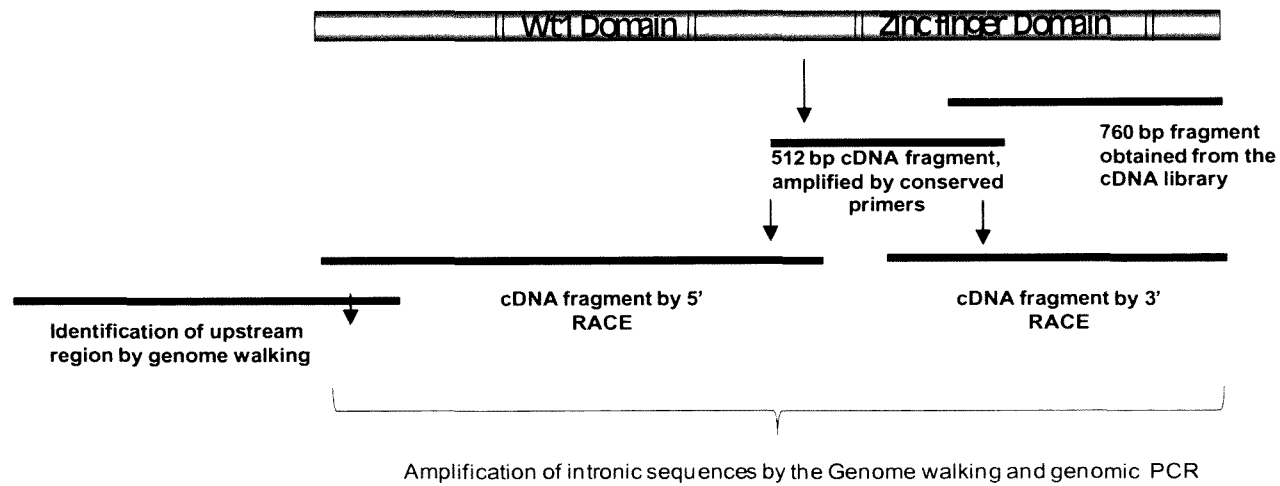 Wt1 Domain
Zinc finger Domain
760 bp fragment
obtained from the
cDNA library
512 bp cDNA fragment,
amplified by conserved
primers
cDNA fragment by 5’
RACE
cDNA fragment by 3’
RACE
Identification of upstream
region by genome walking
Amplification of intronic sequences by the Genome walking and genomic PCR